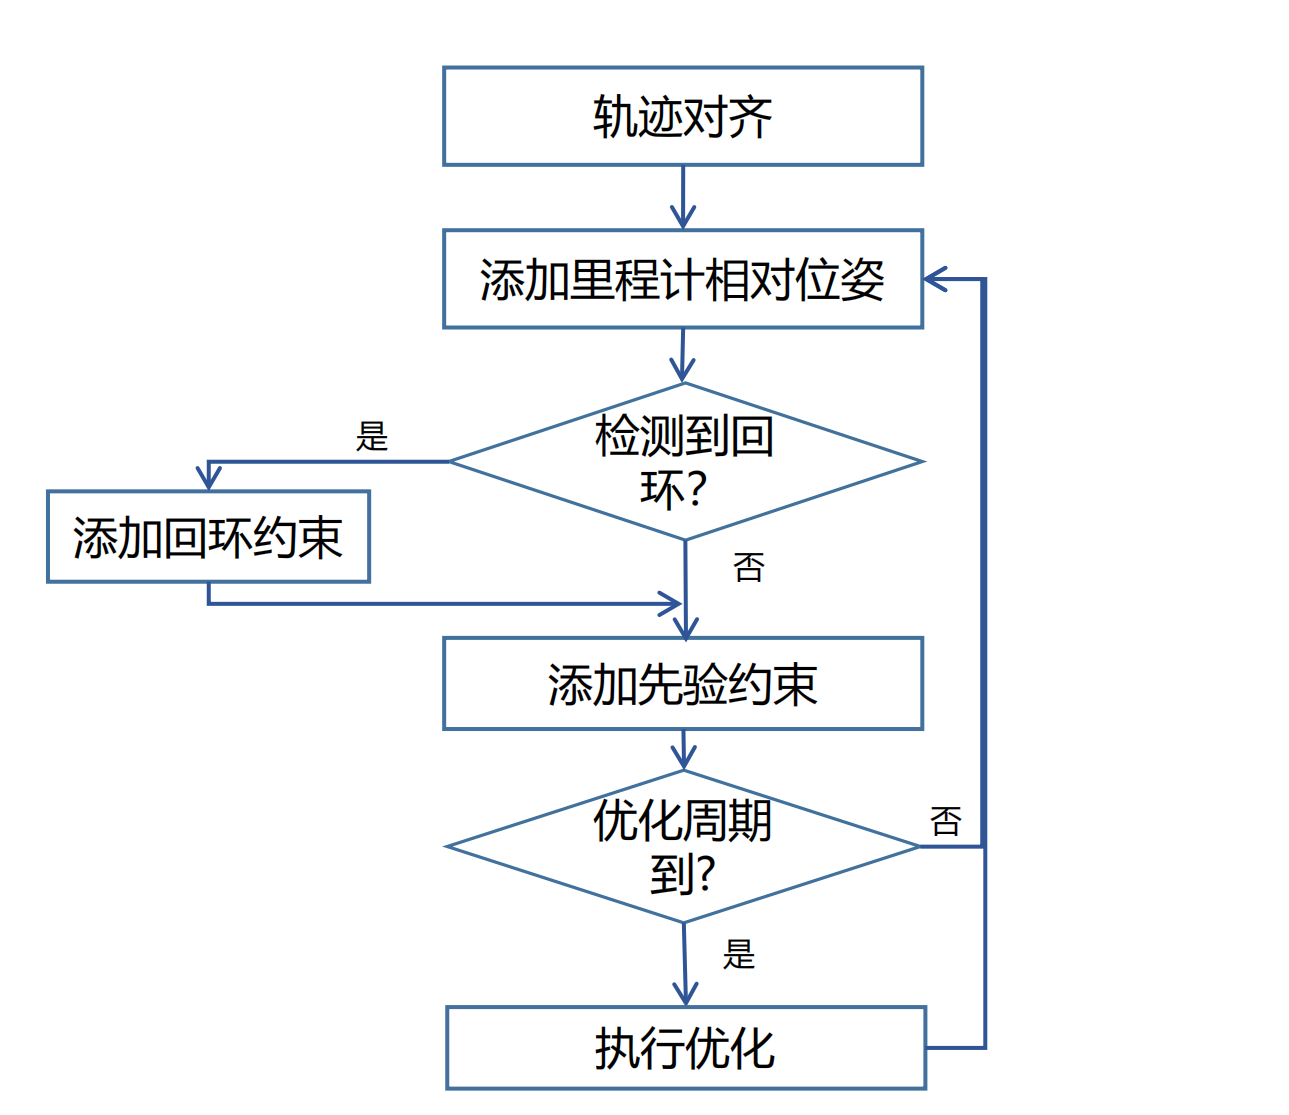 轨迹对齐
添加里程计相对位姿
检测到回
环？
是
添加回环约束
否
添加先验约束
优化周期
到?
否
是
执行优化